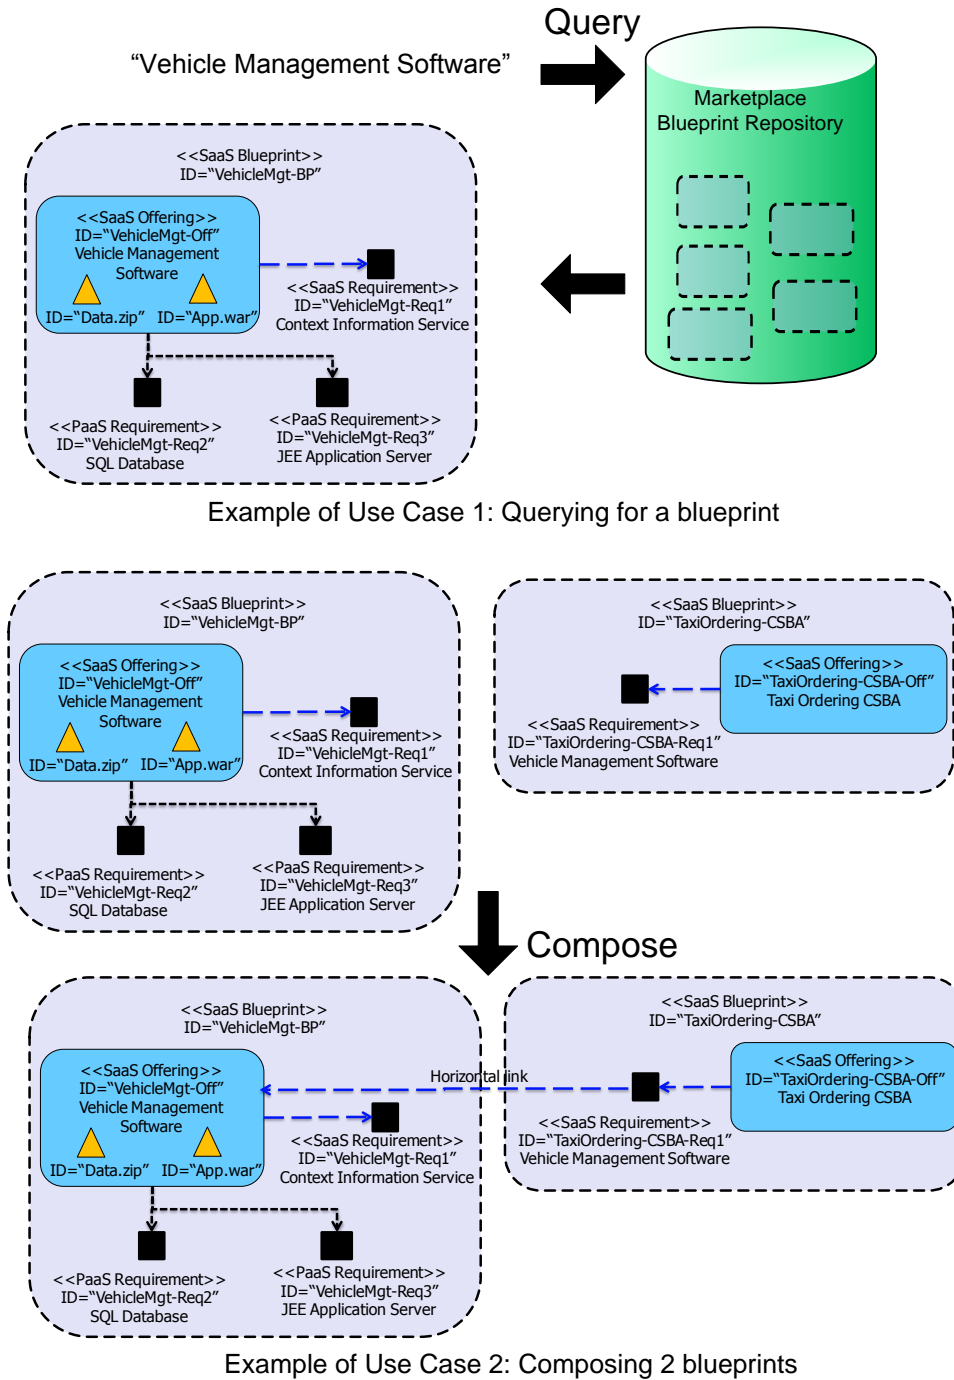 Query
“Vehicle Management Software”
Marketplace
Blueprint Repository
<<SaaS Blueprint>>
ID=“VehicleMgt-BP”
<<SaaS Offering>>
ID=“VehicleMgt-Off”
Vehicle Management
Software
ID=“Data.zip”
ID=“App.war”
<<SaaS Requirement>>
ID=“VehicleMgt-Req1”
Context Information Service
<<PaaS Requirement>>
ID=“VehicleMgt-Req2”
SQL Database
<<PaaS Requirement>>
ID=“VehicleMgt-Req3”
JEE Application Server
Example of Use Case 1: Querying for a blueprint
<<SaaS Blueprint>>
ID=“VehicleMgt-BP”
<<SaaS Offering>>
ID=“VehicleMgt-Off”
Vehicle Management
Software
ID=“Data.zip”
ID=“App.war”
<<SaaS Requirement>>
ID=“VehicleMgt-Req1”
Context Information Service
<<PaaS Requirement>>
ID=“VehicleMgt-Req2”
SQL Database
<<PaaS Requirement>>
ID=“VehicleMgt-Req3”
JEE Application Server
<<SaaS Blueprint>>
ID=“TaxiOrdering-CSBA”
<<SaaS Offering>>
ID=“TaxiOrdering-CSBA-Off”
Taxi Ordering CSBA
<<SaaS Requirement>>
ID=“TaxiOrdering-CSBA-Req1”
Vehicle Management Software
Compose
<<SaaS Blueprint>>
ID=“VehicleMgt-BP”
<<SaaS Offering>>
ID=“VehicleMgt-Off”
Vehicle Management
Software
ID=“Data.zip”
ID=“App.war”
<<SaaS Requirement>>
ID=“VehicleMgt-Req1”
Context Information Service
<<PaaS Requirement>>
ID=“VehicleMgt-Req2”
SQL Database
<<PaaS Requirement>>
ID=“VehicleMgt-Req3”
JEE Application Server
Horizontal link
<<SaaS Blueprint>>
ID=“TaxiOrdering-CSBA”
<<SaaS Offering>>
ID=“TaxiOrdering-CSBA-Off”
Taxi Ordering CSBA
<<SaaS Requirement>>
ID=“TaxiOrdering-CSBA-Req1”
Vehicle Management Software
Example of Use Case 2: Composing 2 blueprints